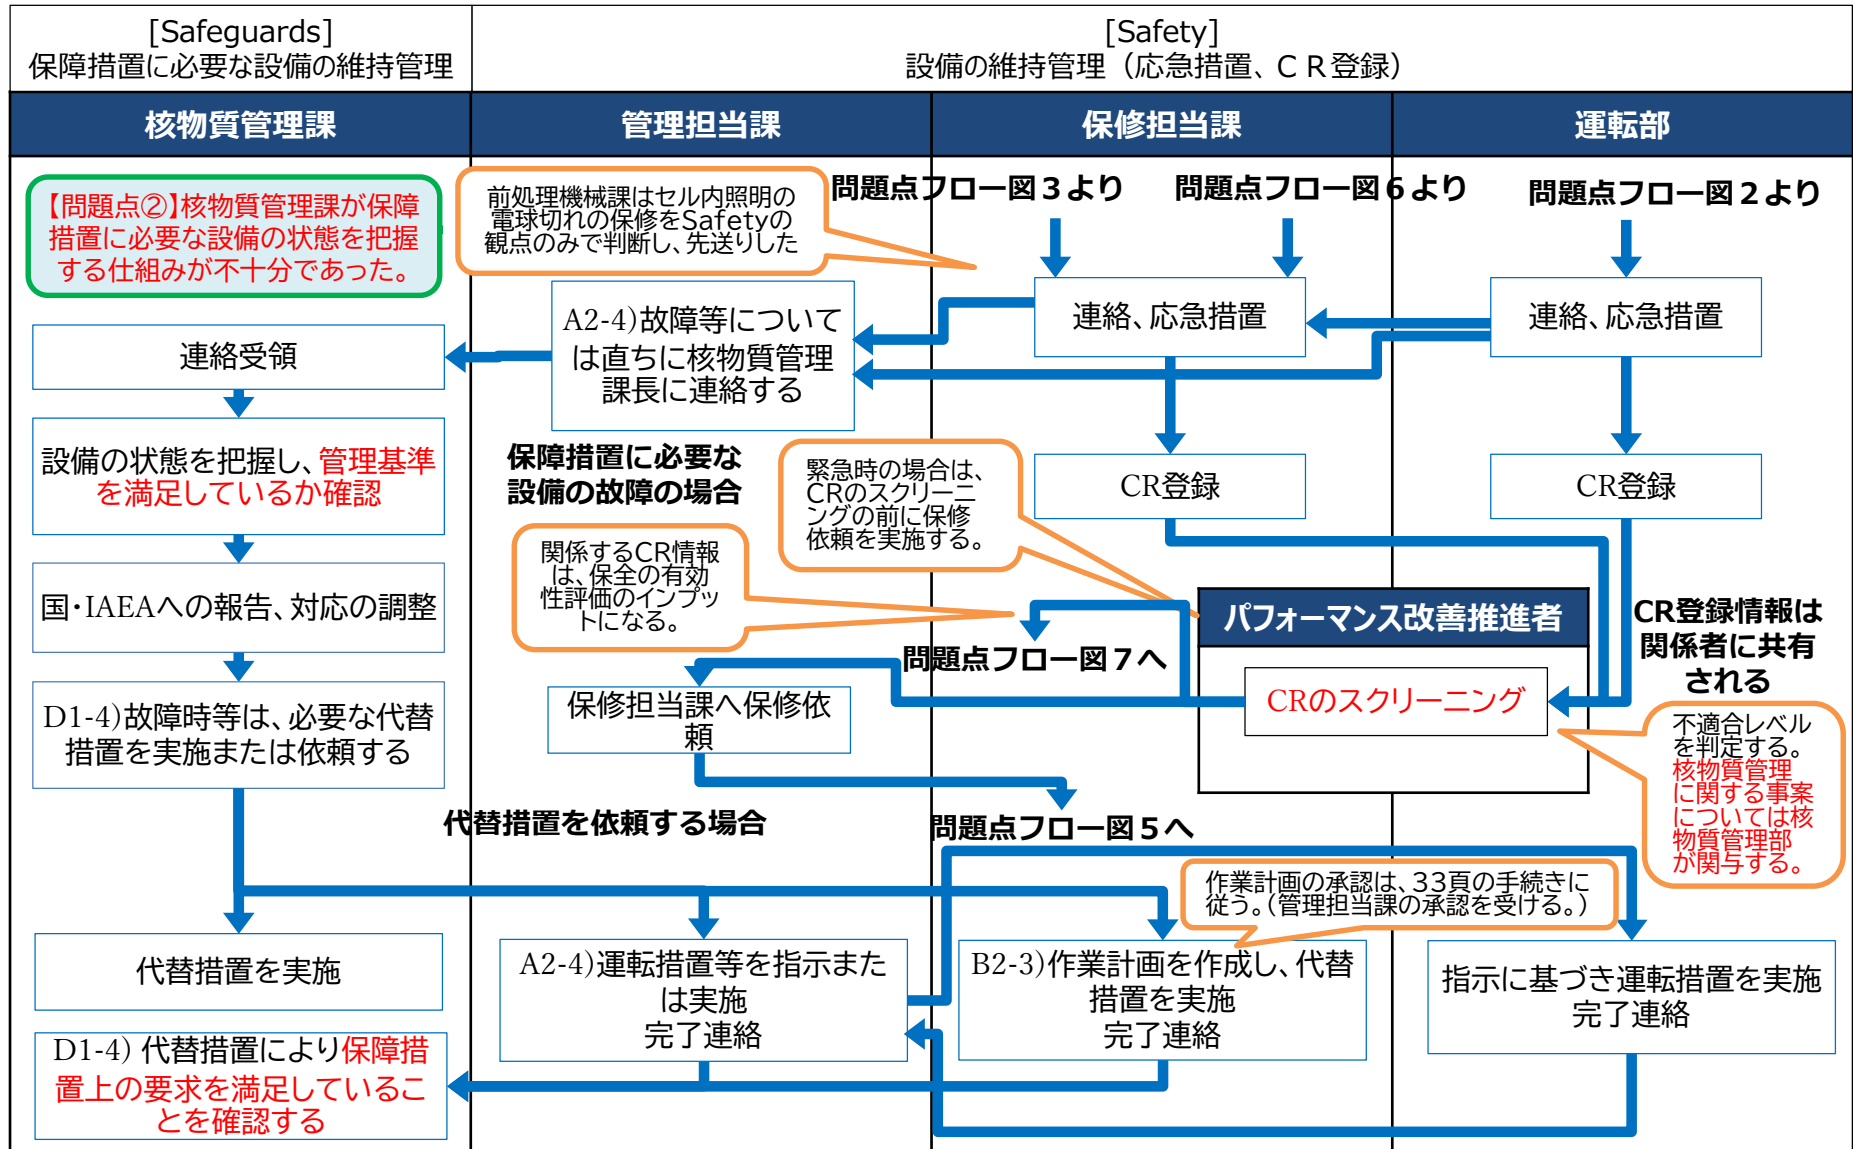 [Safeguards]
保障措置に必要な設備の維持管理
[Safety]
設備の維持管理（応急措置、ＣＲ登録）
核物質管理課
管理担当課
保修担当課
運転部
【問題点②】核物質管理課が保障
措置に必要な設備の状態を把握
する仕組みが不十分であった。
前処理機械課はセル内照明の
電球切れの保修をSafetyの
観点のみで判断し、先送りした
問題点フロー図３より
問題点フロー図６より
問題点フロー図２より
連絡受領
A2-4)故障等について
は直ちに核物質管理
課長に連絡する
連絡、応急措置
連絡、応急措置
設備の状態を把握し、管理基準
を満足しているか確認
保障措置に必要な
設備の故障の場合
緊急時の場合は、
CRのスクリーニ
ングの前に保修
依頼を実施する。
CR登録
CR登録
関係するCR情報
は、保全の有効
性評価のインプッ
トになる。
国・IAEAへの報告、対応の調整
パフォーマンス改善推進者
CR登録情報は
関係者に共有
される
問題点フロー図７へ
D1-4)故障時等は、必要な代替
措置を実施または依頼する
保修担当課へ保修依
頼
CRのスクリーニング
不適合レベル
を判定する。
核物質管理
に関する事案
については核
物質管理部
が関与する。
代替措置を依頼する場合
問題点フロー図５へ
作業計画の承認は、33頁の手続きに
従う。（管理担当課の承認を受ける。）
代替措置を実施
A2-4)運転措置等を指示また
は実施
完了連絡
B2-3)作業計画を作成し、代替
措置を実施
完了連絡
指示に基づき運転措置を実施
完了連絡
D1-4) 代替措置により保障措
置上の要求を満足しているこ
とを確認する